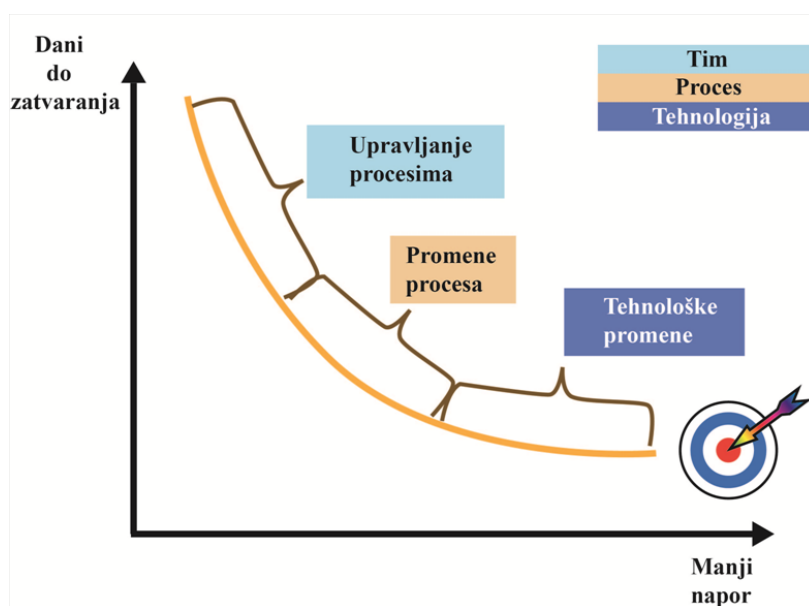 Dani
do
zatvaranja
Tim
Proces
Tehnologija
Upravljanje
procesima
Promene
procesa
Tehnološke
promene
Manji
napor